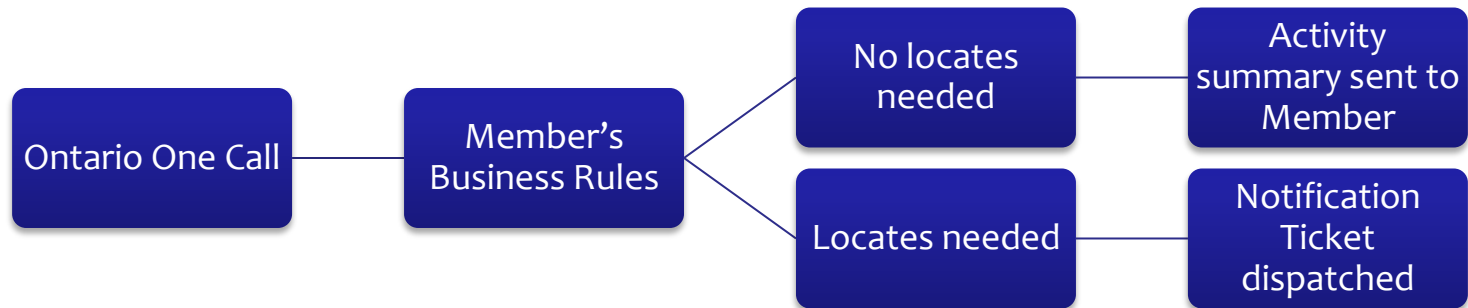 Ontario One Call
Member’s
Business Rules
No locates
needed
Activity
summary sent to
Member
Locates needed
Notification
Ticket
dispatched